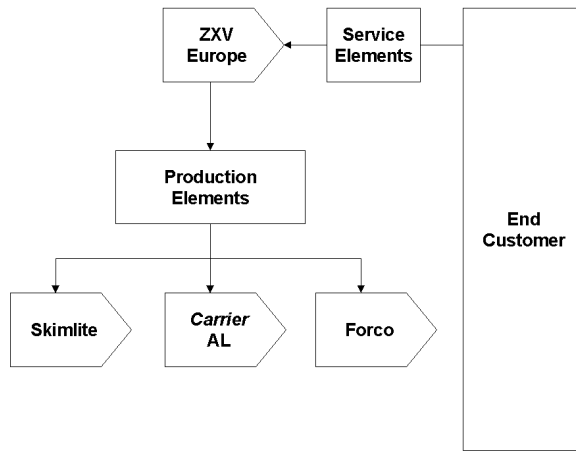 ZXV
Europe
Service
Elements
Production
Elements
End
Customer
Skimlite
Carrier
AL
Forco